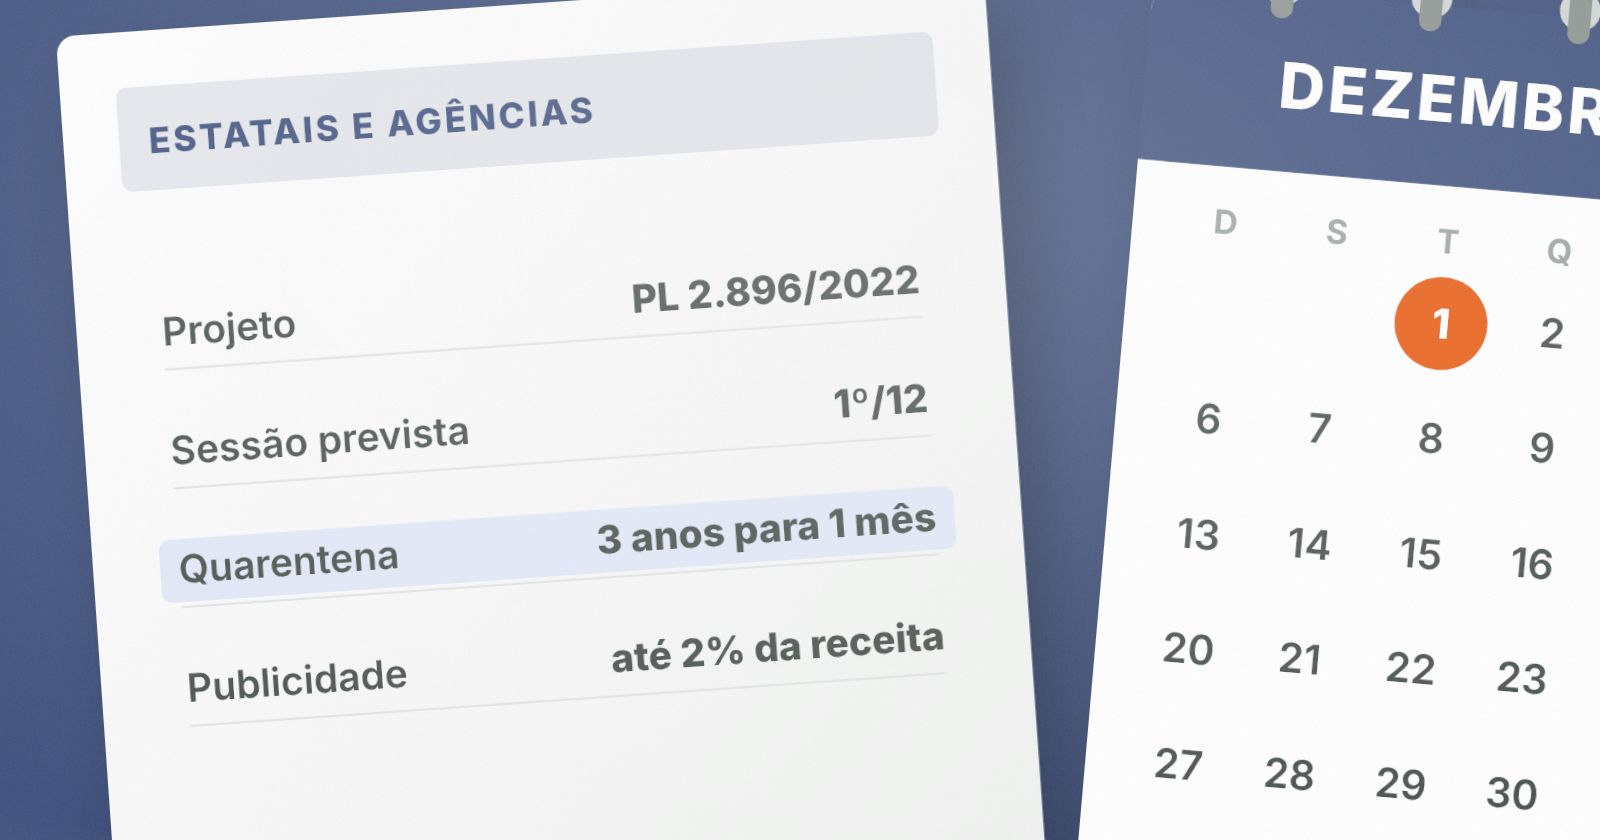 ESTATAIS E AGÊNCIAS
Projeto PL 2.896/2022
Sessão prevista 1º/12
Quarentena 3 anos para 1 mês
Publicidade até 2% da receita
DEZEMBR
D S T Q
1 2
6 7 8 9
13 14 15 16
20 21 22 23
27 28 29 30